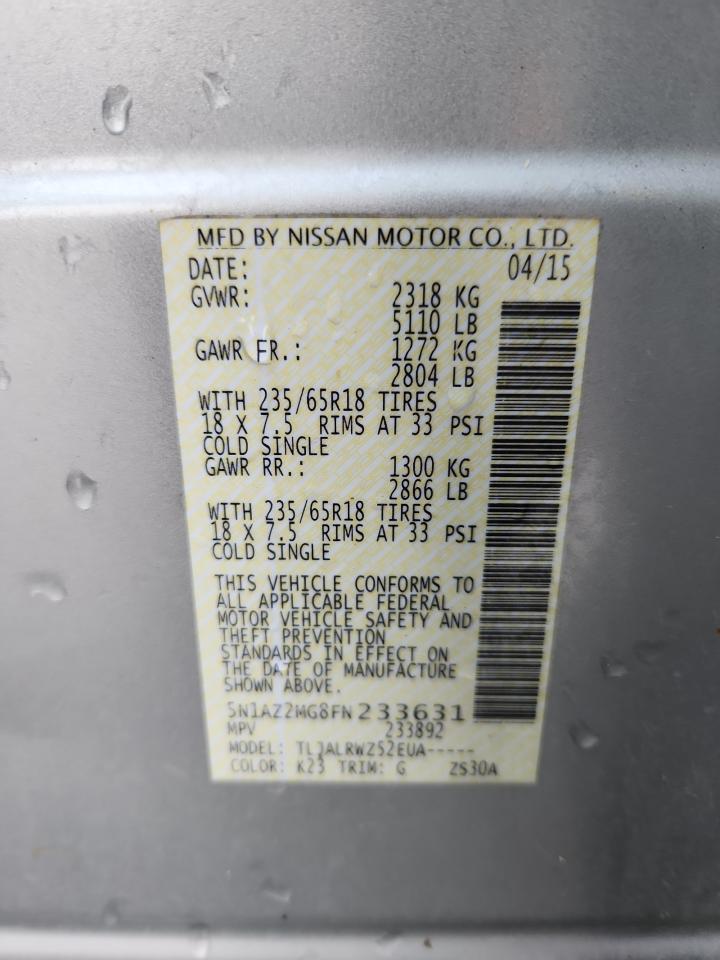 MFD BY NISSAN MOTOR CO., LTD.
DATE: 04/15
GVWR: 2318 KG
5110 LB
GAWR FR.: 1272 KG
2804 LB
WITH 235/65R18 TIRES
18 X 7.5 RIMS AT 33 PSI
COLD SINGLE
GAWR RR.: 1300 KG
2866 LB
WITH 235/65R18 TIRES
18 X 7.5 RIMS AT 33 PSI
COLD SINGLE
THIS VEHICLE CONFORMS TO
ALL APPLICABLE FEDERAL
MOTOR VEHICLE SAFETY AND
THEFT PREVENTION
STANDARDS IN EFFECT ON
THE DATE OF MANUFACTURE
SHOWN ABOVE.
5N1AZ2MG8FN233631
MPV 233892
MODEL: TLJALRWZ52EUA-----
COLOR: K23 TRIM: G ZS30A